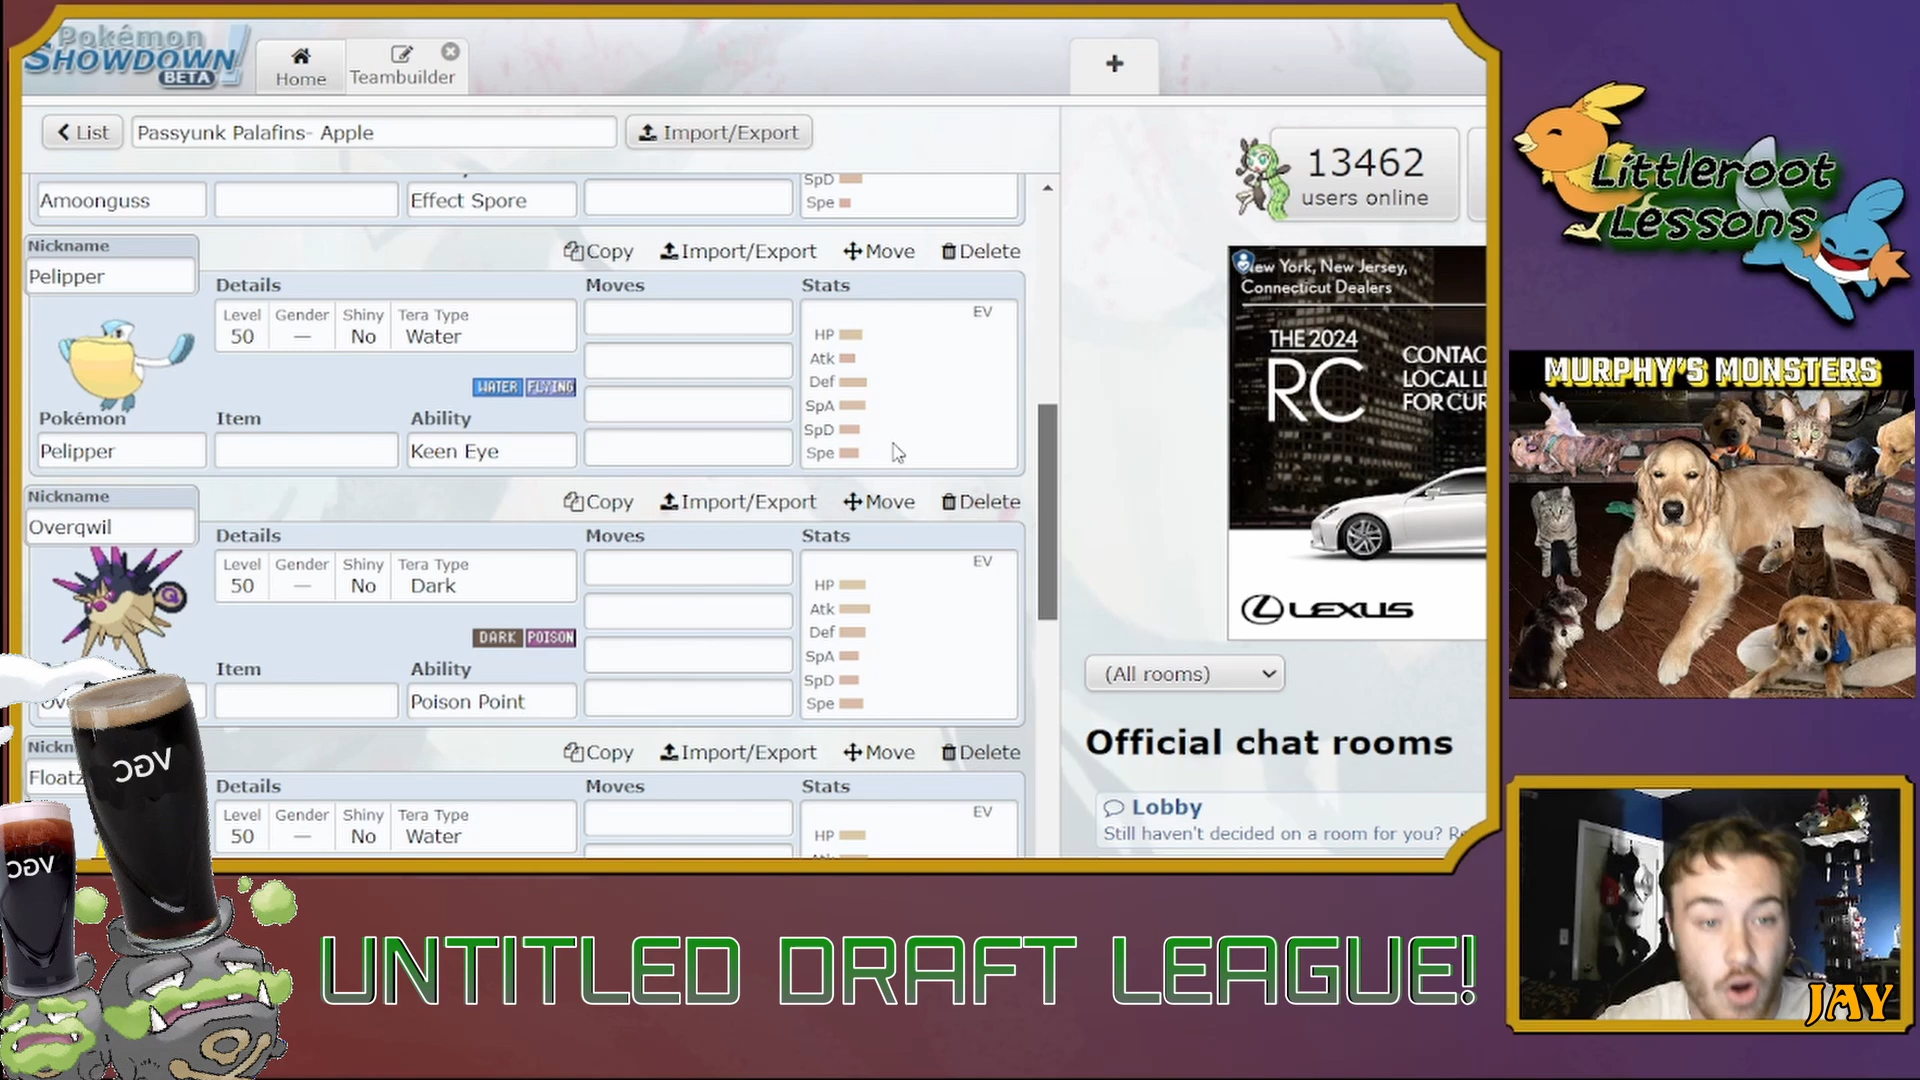 Pokémon
SHOWDOWN!
BETA
Home
Teambuilder
+
List
Passyunk Palafins- Apple
Import/Export
Amoonguss
Effect Spore
SpD
Spe
Nickname
Pelipper
Copy
Import/Export
Move
Delete
Details
Moves
Stats
Level
Gender
Shiny
Tera Type
50
—
No
Water
EV
HP
Atk
Def
SpA
SpD
Spe
WATER
FLYING
Pokémon
Item
Ability
Pelipper
Keen Eye
Nickname
Overqwil
Copy
Import/Export
Move
Delete
Details
Moves
Stats
Level
Gender
Shiny
Tera Type
50
—
No
Dark
EV
HP
Atk
Def
SpA
SpD
Spe
DARK
POISON
Item
Ability
Poison Point
Copy
Import/Export
Move
Delete
Details
Moves
Stats
Level
Gender
Shiny
Tera Type
50
—
No
Water
EV
HP
13462
users online
New York, New Jersey,
Connecticut Dealers
THE 2024
RC
LOCAL
FOR
LEXUS
(All rooms)
Official chat rooms
Lobby
Still haven't decided on a room for you?
Littleroot
Lessons
MURPHY'S MONSTERS
JAY
VGC
VGC
UNTITLED DRAFT LEAGUE!